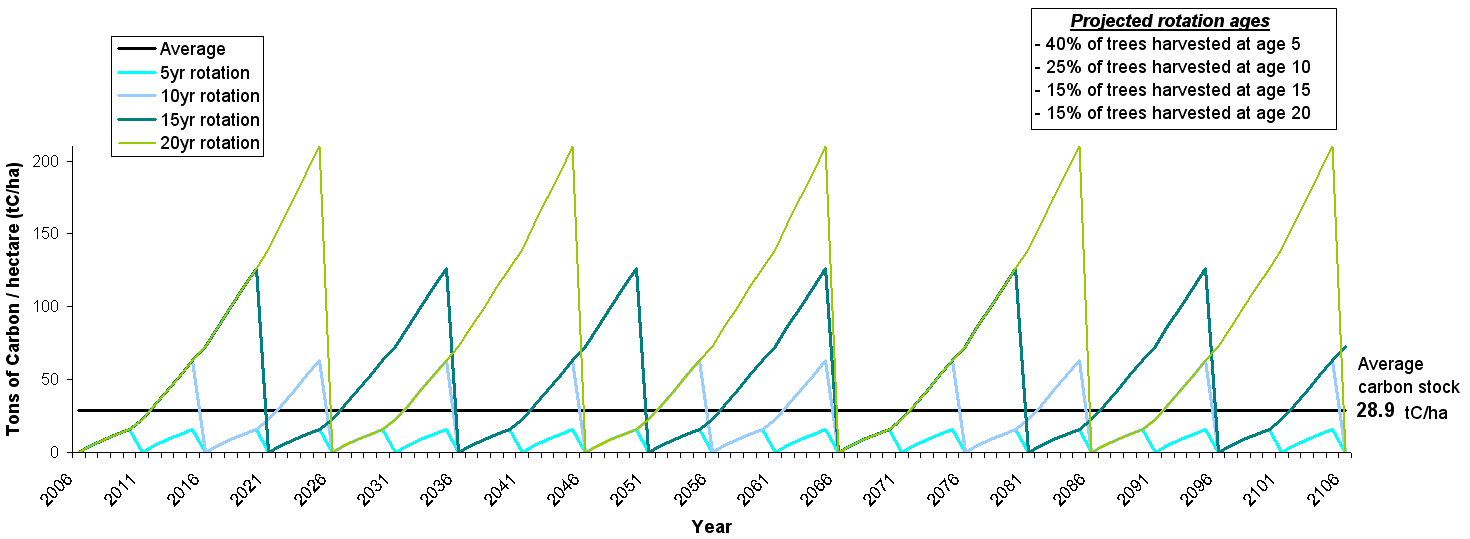 Projected rotation ages
- 40% of trees harvested at age 5
- 25% of trees harvested at age 10
- 15% of trees harvested at age 15
- 15% of trees harvested at age 20
Average
5yr rotation
10yr rotation
15yr rotation
20yr rotation
Tons of Carbon / hectare (tC/ha)
200
150
100
50
0
Average
carbon stock
28.9 tC/ha
2006
2011
2016
2021
2026
2031
2036
2041
2046
2051
2056
2061
2066
2071
2076
2081
2086
2091
2096
2101
2106
Year